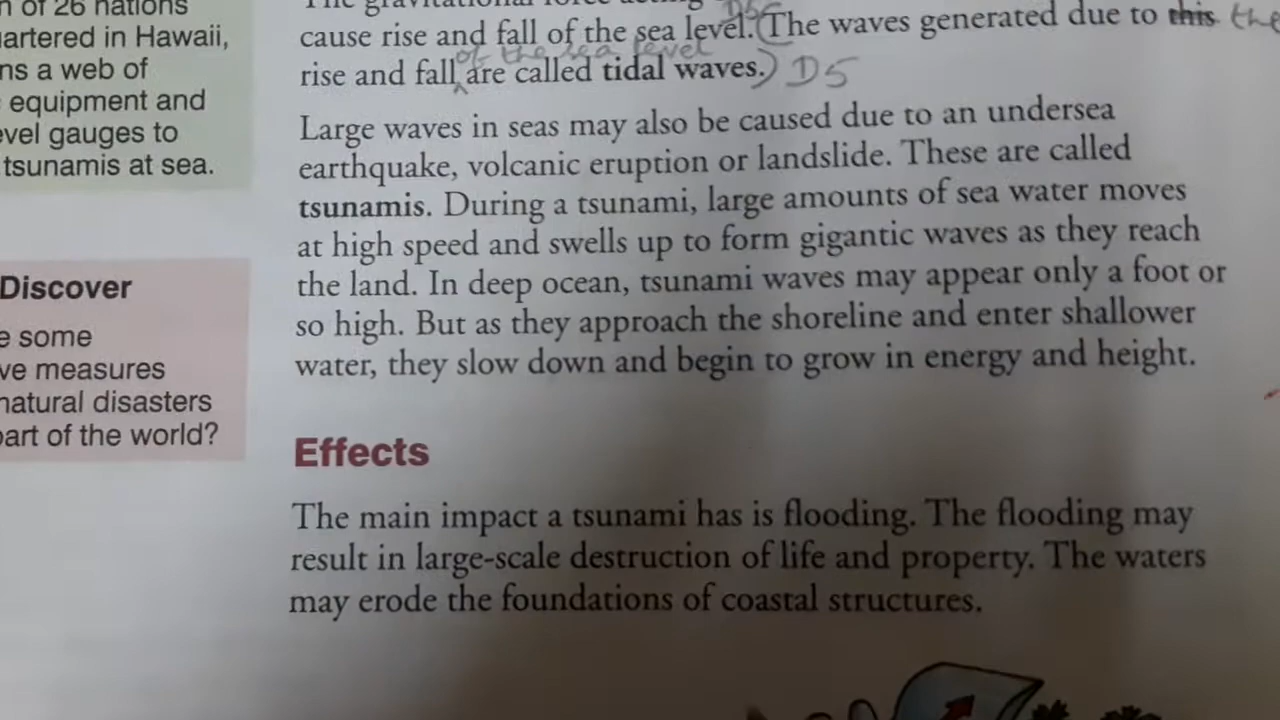 of 26 nations
artered in Hawaii,
ns a web of
equipment and
evel gauges to
tsunamis at sea.
Discover
e some
ve measures
natural disasters
part of the world?
cause rise and fall of the sea level. (The waves generated due to this the
of the sea level
rise and fall are called tidal waves.) D5
Large waves in seas may also be caused due to an undersea
earthquake, volcanic eruption or landslide. These are called
tsunamis. During a tsunami, large amounts of sea water moves
at high speed and swells up to form gigantic waves as they reach
the land. In deep ocean, tsunami waves may appear only a foot or
so high. But as they approach the shoreline and enter shallower
water, they slow down and begin to grow in energy and height.
Effects
The main impact a tsunami has is flooding. The flooding may
result in large-scale destruction of life and property. The waters
may erode the foundations of coastal structures.